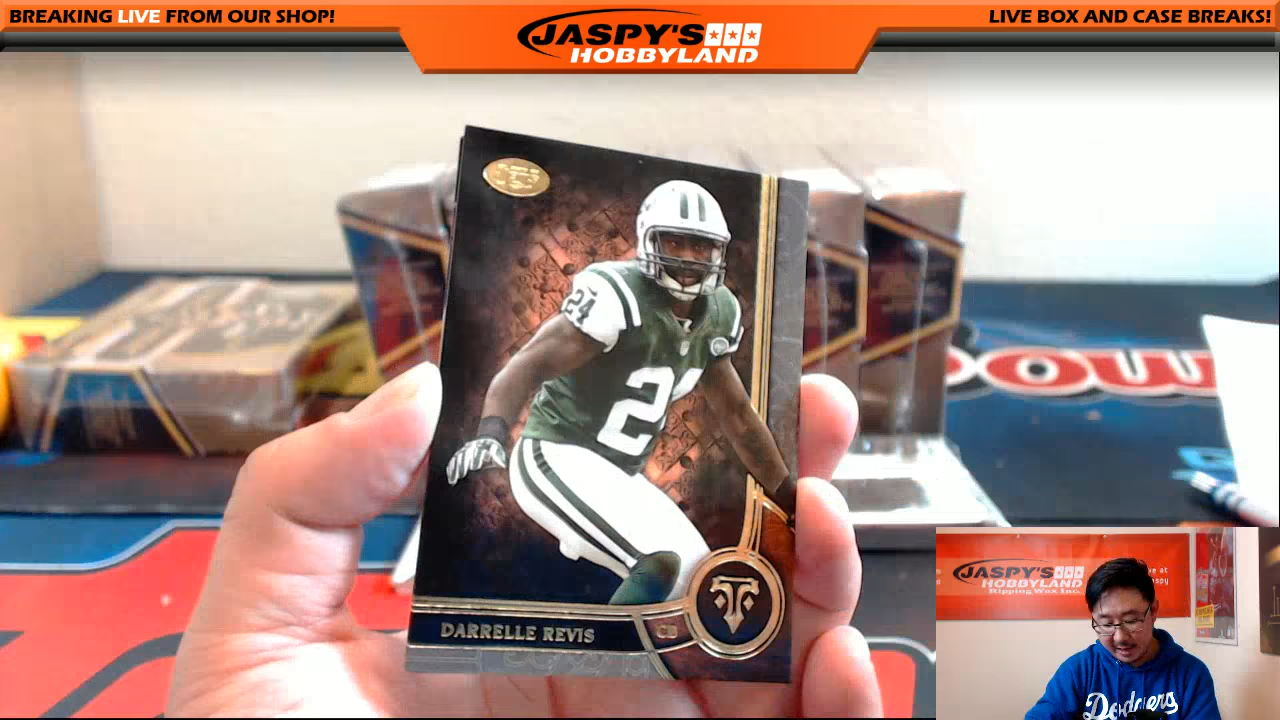 BREAKING LIVE FROM OUR SHOP!
JASPY'S
HOBBYLAND
LIVE BOX AND CASE BREAKS!
24
24
DARRELLE REVIS
CB
JASPY'S
HOBBYLAND
Ripping Wax Inc.
Dodgers